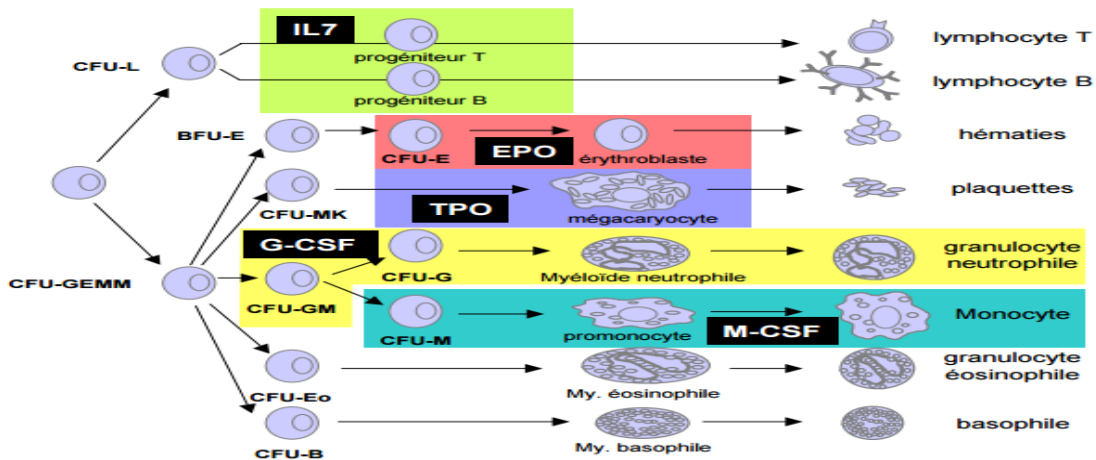 IL7
CFU-L
progéniteur T
progéniteur B
lymphocyte T
lymphocyte B
BFU-E
CFU-E
EPO
érythroblaste
hématies
CFU-MK
TPO
mégacaryocyte
plaquettes
G-CSF
CFU-GEMM
CFU-GM
CFU-G
Myéloïde neutrophile
granulocyte
neutrophile
CFU-M
promonocyte
M-CSF
Monocyte
CFU-Eo
My. éosinophile
granulocyte
éosinophile
CFU-B
My. basophile
basophile